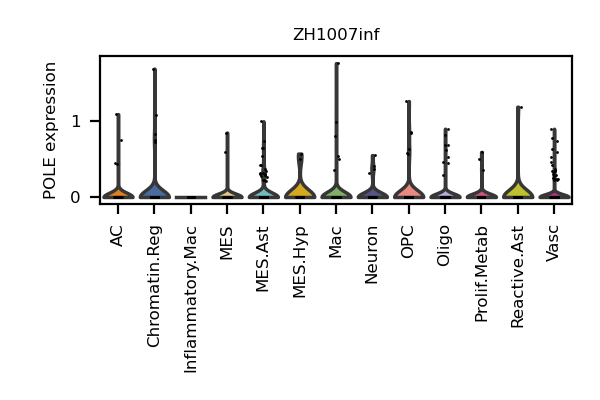 ZH1007inf
POLE expression
1
0
AC
Chromatin.Reg
Inflammatory.Mac
MES
MES.Ast
MES.Hyp
Mac
Neuron
OPC
Oligo
Prolif.Metab
Reactive.Ast
Vasc